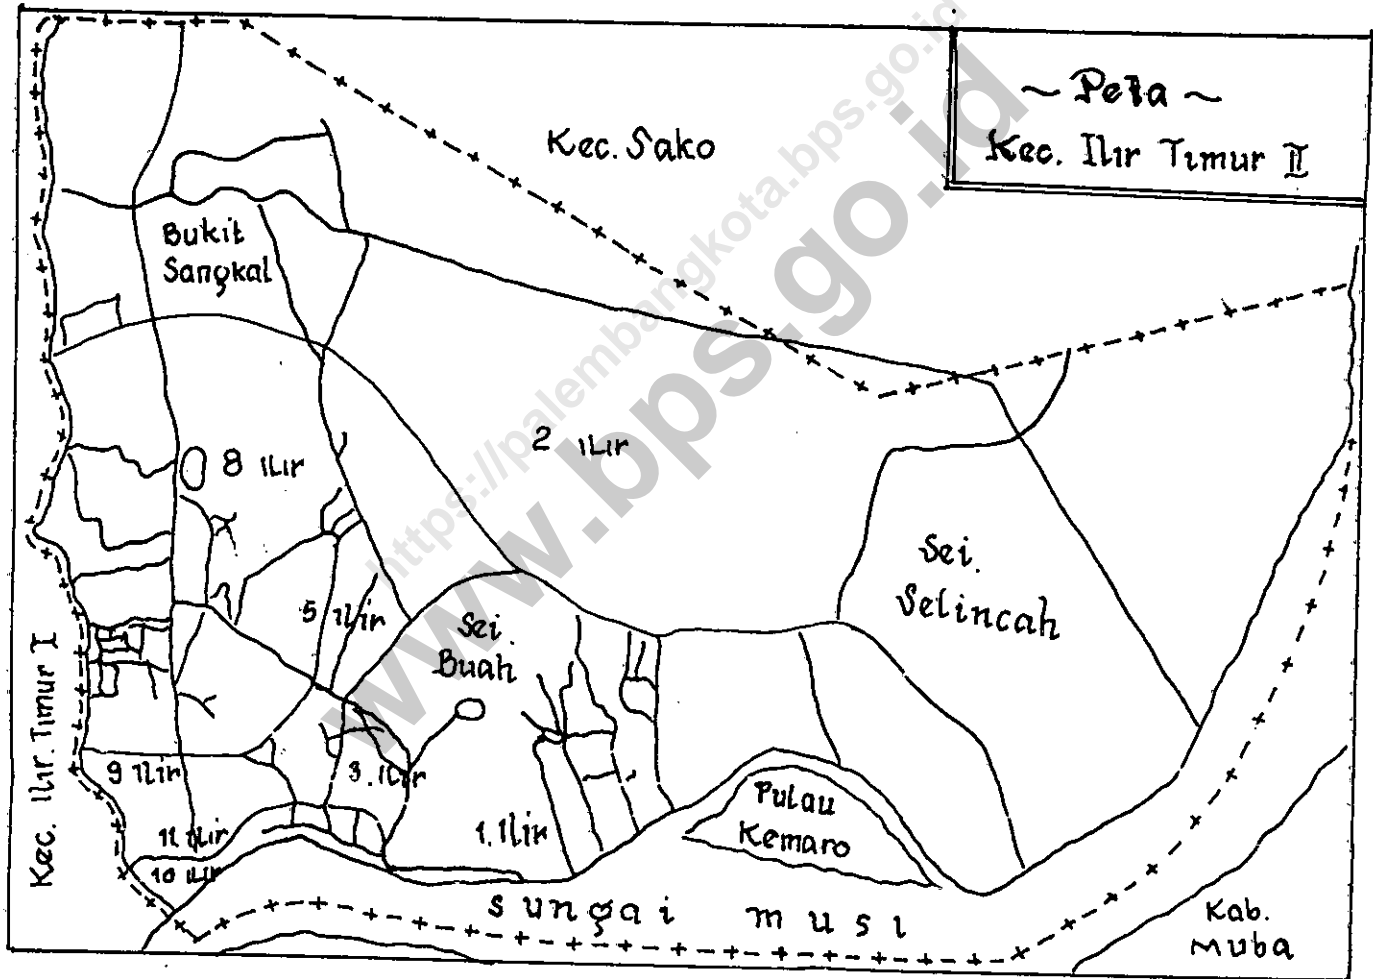 ~ Peta ~
Kec. Ilir Timur II
Kec. Sako
Bukit
Sangkal
2 ILIr
8 ILIr
Sei.
Selincah
5 Ilir
Sei.
Buah
Kec. Ilir Timur I
9 Ilir
3. ILIr
Pulau
Kemaro
11 ILIr
1. Ilir
10 ILIr
sungai musi
Kab.
Muba
https://palembangkota.bps.go.id
www.bps.go.id